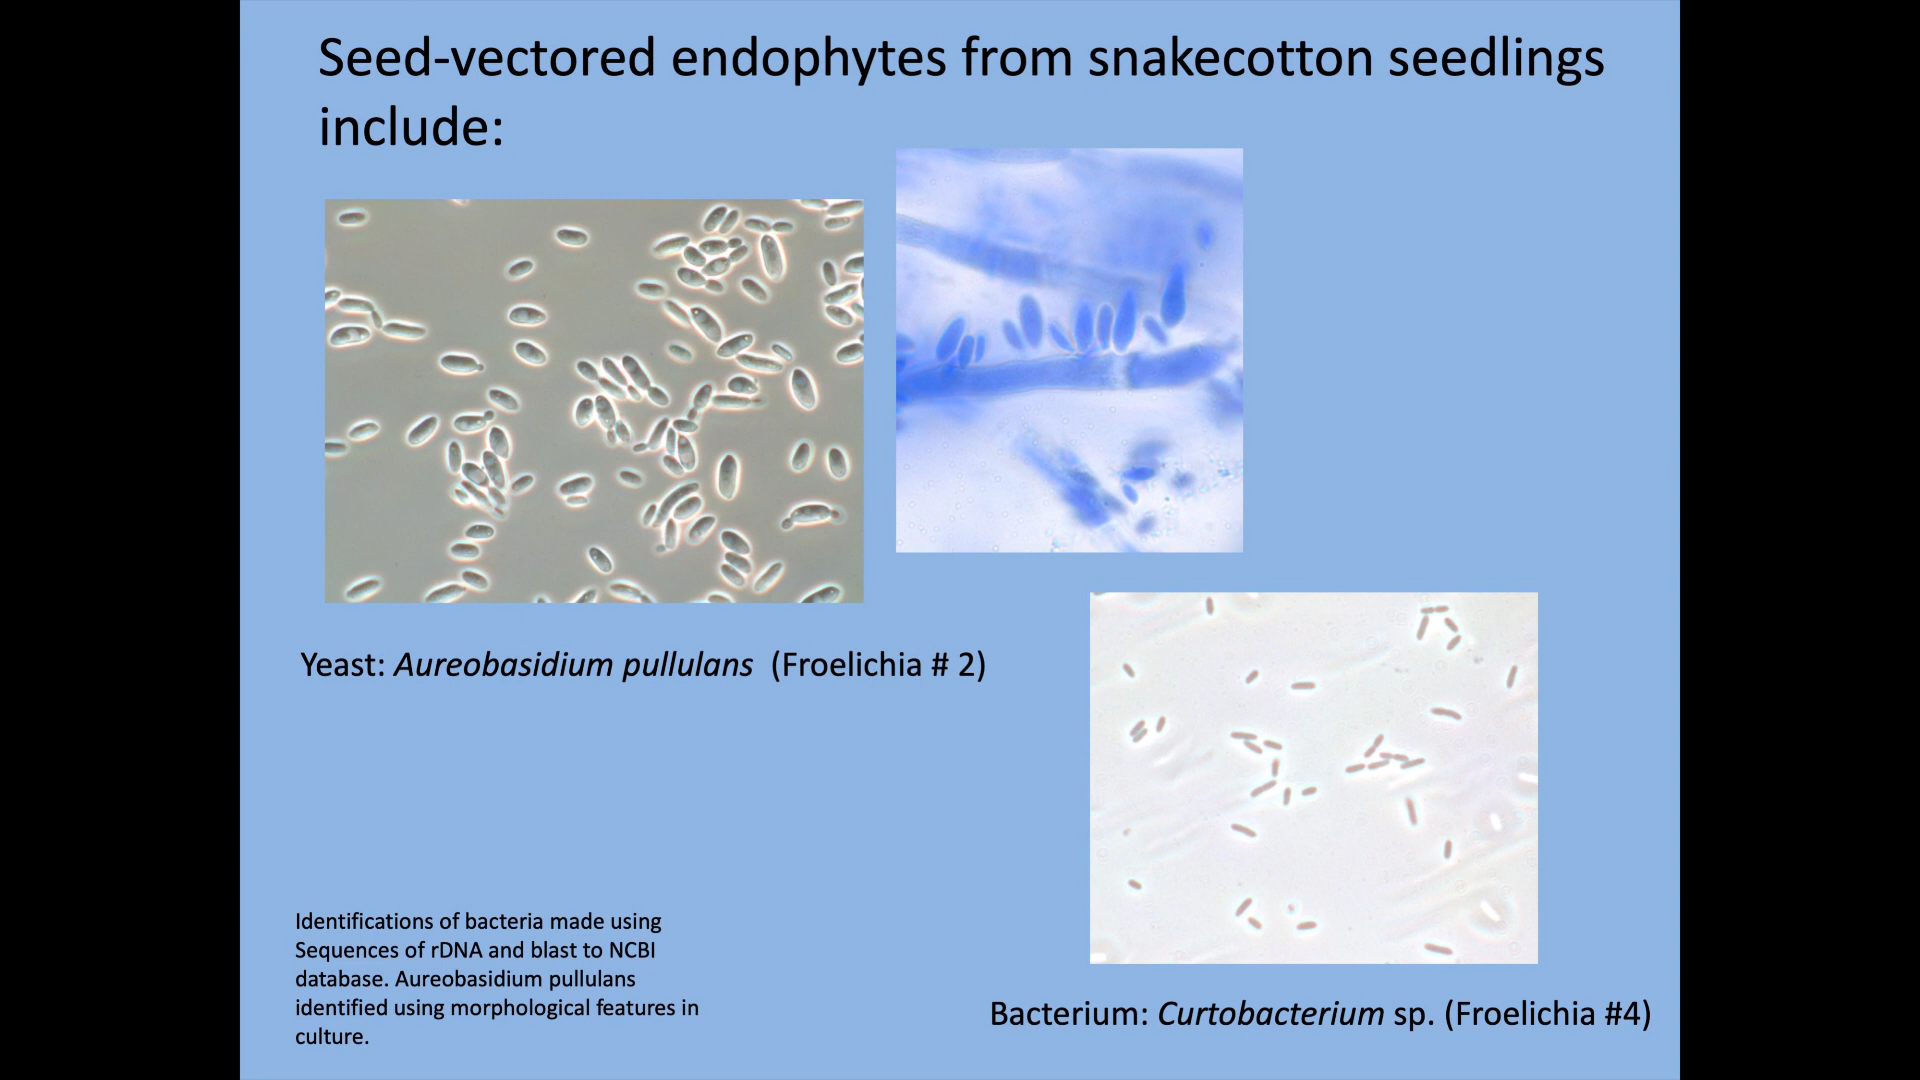 Seed-vectored endophytes from snakecotton seedlings
include:
Yeast: Aureobasidium pullulans (Froelichia # 2)
Identifications of bacteria made using
Sequences of rDNA and blast to NCBI
database. Aureobasidium pullulans
identified using morphological features in
culture.
Bacterium: Curtobacterium sp. (Froelichia #4)